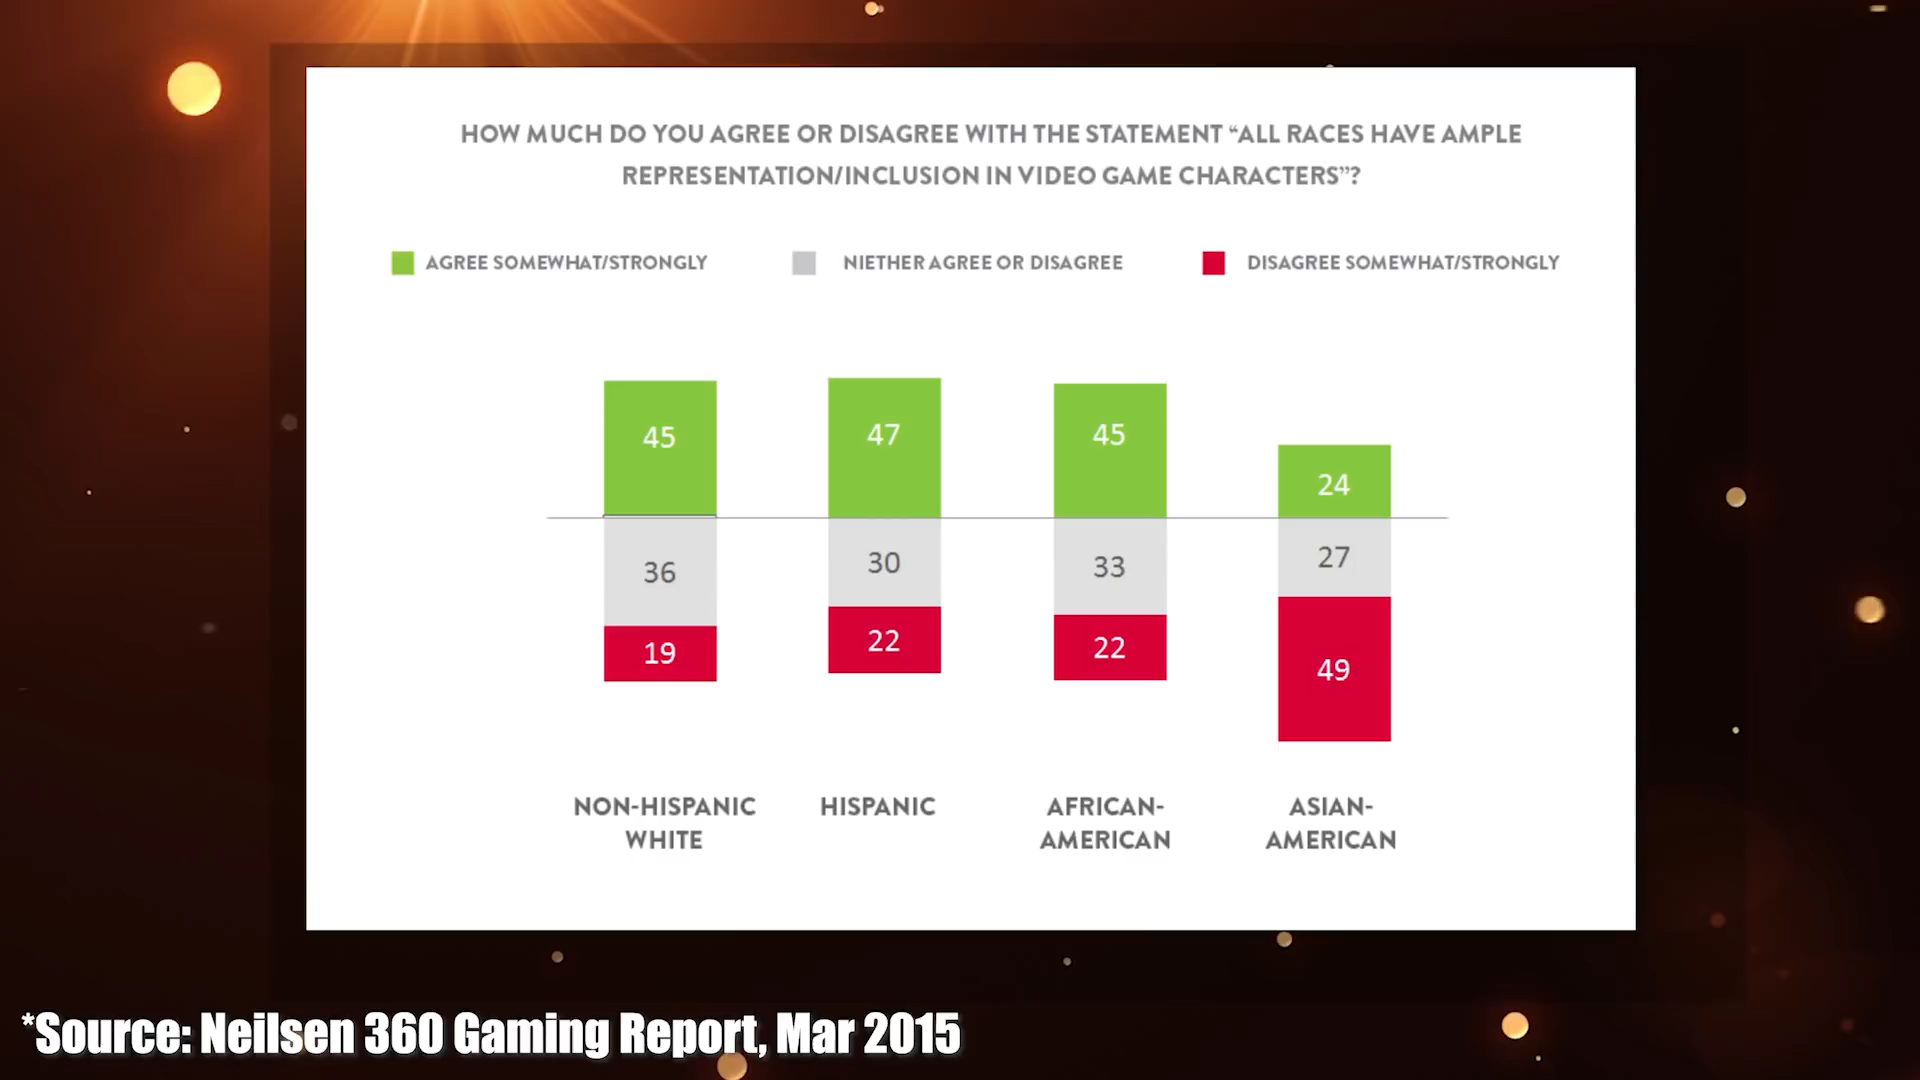 HOW MUCH DO YOU AGREE OR DISAGREE WITH THE STATEMENT “ALL RACES HAVE AMPLE
REPRESENTATION/INCLUSION IN VIDEO GAME CHARACTERS”?
AGREE SOMEWHAT/STRONGLY
NIETHER AGREE OR DISAGREE
DISAGREE SOMEWHAT/STRONGLY
45
47
45
24
36
30
33
27
19
22
22
49
NON-HISPANIC
WHITE
HISPANIC
AFRICAN-
AMERICAN
ASIAN-
AMERICAN
*Source: Neilsen 360 Gaming Report, Mar 2015